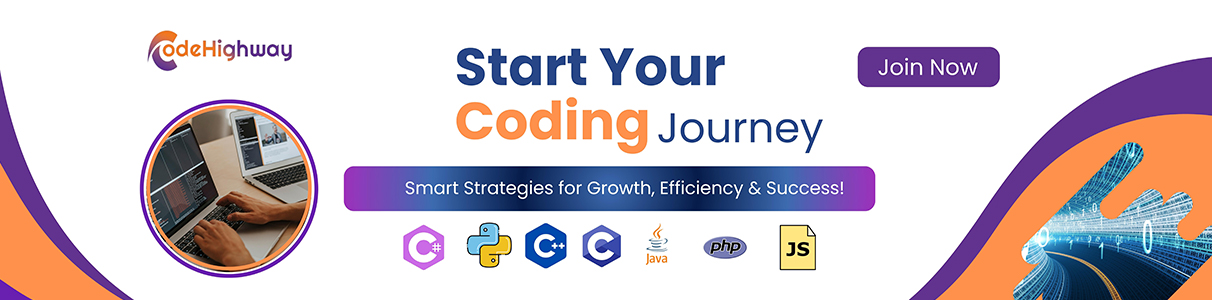 CodeHighway
Start Your
Coding Journey
Join Now
Smart Strategies for Growth, Efficiency & Success!
C#
C++
C
Java
php
JS